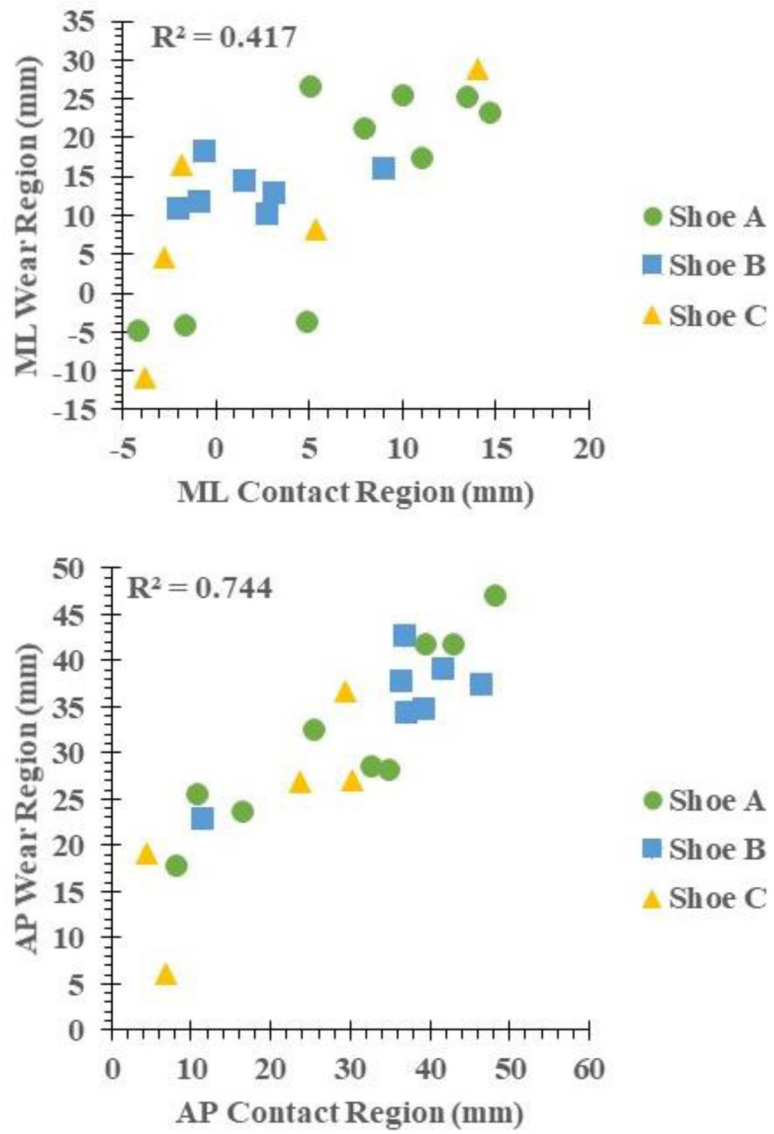 R² = 0.417
ML Wear Region (mm)
35
30
25
20
15
10
5
0
-5
-10
-15
-5 0 5 10 15 20
ML Contact Region (mm)
Shoe A
Shoe B
Shoe C
R² = 0.744
AP Wear Region (mm)
50
45
40
35
30
25
20
15
10
5
0
0 10 20 30 40 50 60
AP Contact Region (mm)
Shoe A
Shoe B
Shoe C